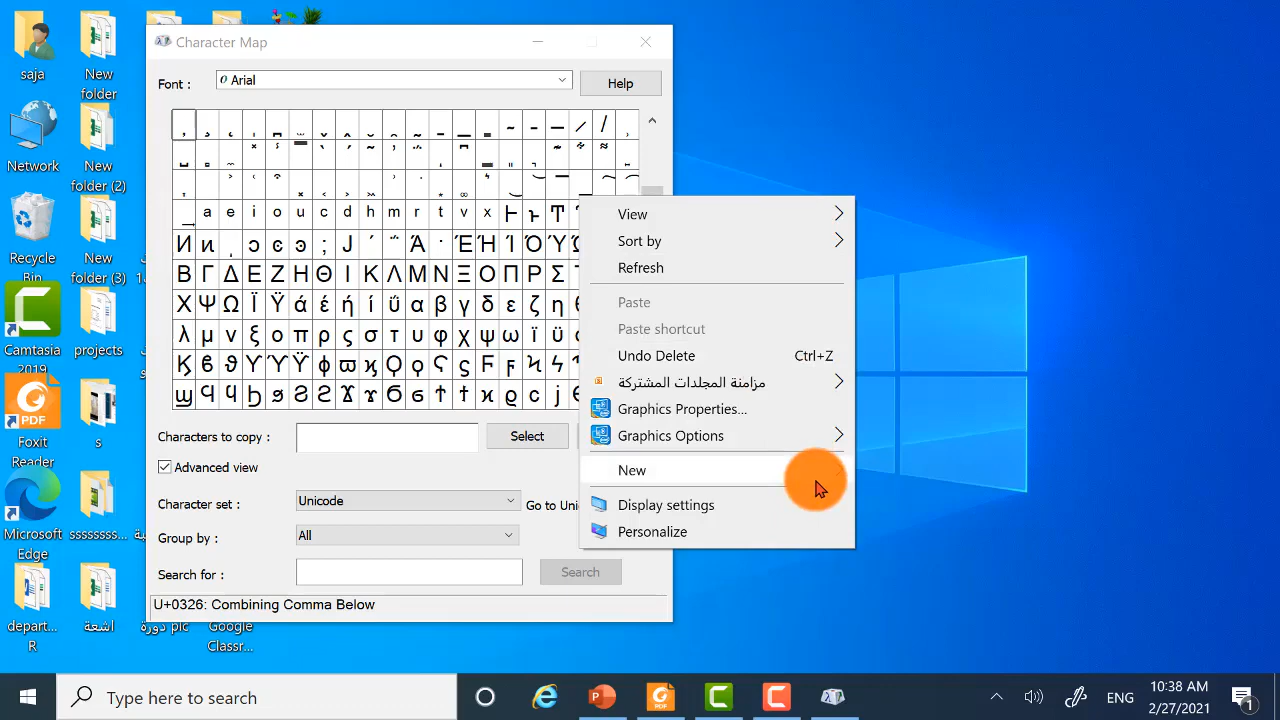 saja
New
folder
Network
New
folder (2)
Recycle
Bin
New
folder (3)
Camtasia
2019
projects
Foxit
Reader
s
Microsoft
Edge
ssssssss...
depart...
R
اشعة
دورة plc
Google
Classr...
Character Map
Font :
Arial
Help
a e i o u c d h m r t v x
И и ͺ ͻ ͼ ͽ ; Ϳ ΄ ΅ Ά · Έ Ή Ί Ό Ύ
Β Γ Δ Ε Ζ Η Θ Ι Κ Λ Μ Ν Ξ Ο Π Ρ Σ
Χ Ψ Ω Ϊ Ϋ ά έ ή ί ΰ α β γ δ ε ζ η
λ μ ν ξ ο π ρ ς σ τ υ φ χ ψ ω ϊ ϋ
Ϗ ϐ ϑ ϒ ϓ ϔ ϕ ϖ ϗ Ϙ ϙ Ϛ ϛ Ϝ ϝ Ϟ ϟ
Characters to copy :
Select
Advanced view
Character set :
Unicode
Go to Uni
Group by :
All
Search for :
Search
U+0326: Combining Comma Below
View
Sort by
Refresh
Paste
Paste shortcut
Undo Delete Ctrl+Z
مزامنة المجلدات المشتركة
Graphics Properties...
Graphics Options
New
Display settings
Personalize
Type here to search
ENG
10:38 AM
2/27/2021
1